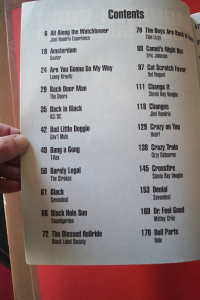 Contents
6 All Along the Watchtower
Jimi Hendrix Experience
18 Amsterdam
Guster
24 Are You Gonna Go My Way
Lenny Kravitz
28 Back Door Man
The Doors
35 Back in Black
AC/DC
42 Bad Little Doggie
Gov't Mule
49 Bang a Gong
T-Rex
56 Barely Legal
The Strokes
61 Black
Sevendust
66 Black Hole Sun
Soundgarden
72 The Blessed Hellride
Black Label Society
79 The Boys Are Back in
Thin Lizzy
88 Camel's Night Out
Eric Johnson
97 Cat Scratch Fever
Ted Nugent
111 Change It
Stevie Ray Vaughan
118 Changes
Jimi Hendrix
129 Crazy on You
Heart
138 Crazy Train
Ozzy Osbourne
145 Crossfire
Stevie Ray Vaughan
153 Denial
Sevendust
160 Dr. Feel Good
Mötley Crüe
170 Doll Parts
Hole